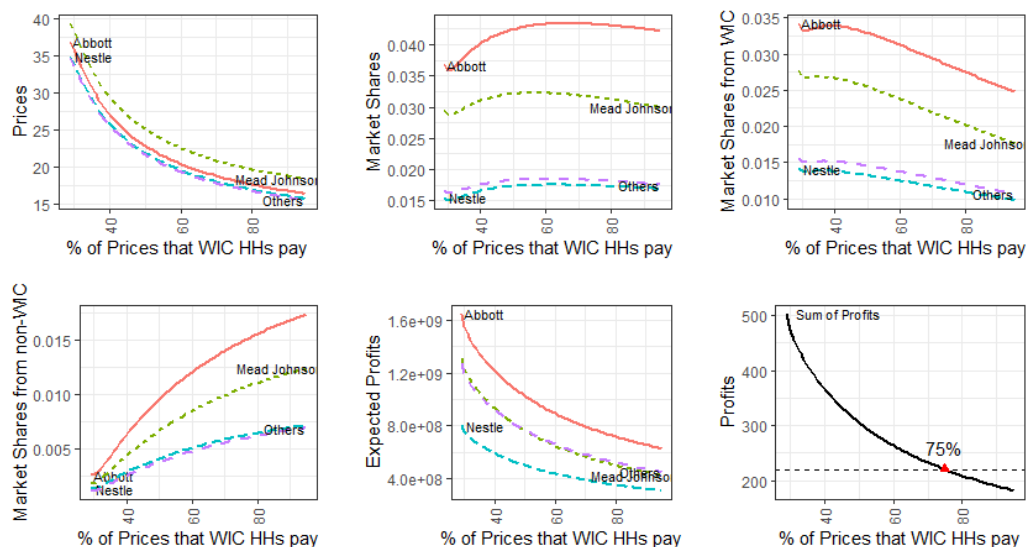 Prices
40
35
30
25
20
15
Abbott
Nestle
Mead Johnson
Others
40
60
80
% of Prices that WIC HHs pay
Market Shares
0.040
0.035
0.030
0.025
0.020
0.015
Abbott
Mead Johnson
Nestle
Others
40
60
80
% of Prices that WIC HHs pay
Market Shares from WIC
0.035
0.030
0.025
0.020
0.015
0.010
Abbott
Mead Johnson
Nestle
Others
40
60
80
% of Prices that WIC HHs pay
Market Shares from non-WIC
0.015
0.010
0.005
Mead Johnson
Others
Abbott
Nestle
40
60
80
% of Prices that WIC HHs pay
Expected Profits
1.6e+09
1.2e+09
8.0e+08
4.0e+08
Abbott
Nestle
Others
Mead Johnson
40
60
80
% of Prices that WIC HHs pay
Profits
500
400
300
200
Sum of Profits
75%
40
60
80
% of Prices that WIC HHs pay